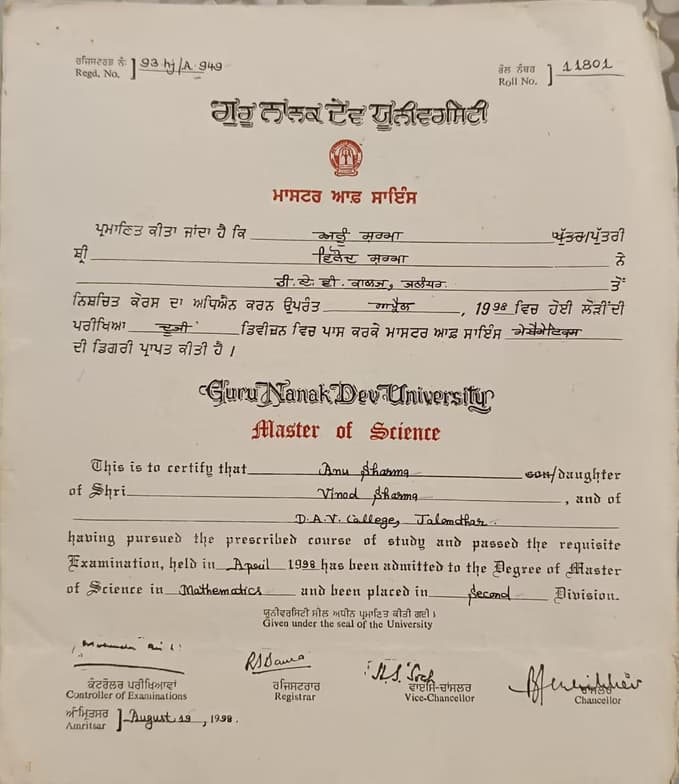 ਰਜਿਸਟਰਡ ਨੰ: ] 93 hj/A 949
Regd. No.
ਰੋਲ ਨੰਬਰ ] 11801
Roll No.
ਗੁਰੂ ਨਾਨਕ ਦੇਵ ਯੂਨੀਵਰਸਿਟੀ
ਮਾਸਟਰ ਆਫ਼ ਸਾਇੰਸ
ਪ੍ਰਮਾਣਿਤ ਕੀਤਾ ਜਾਂਦਾ ਹੈ ਕਿ ਅਨੂੰ ਸ਼ਰਮਾ ਪੁੱਤਰ/ਪੁੱਤਰੀ
ਸ਼੍ਰੀ ਵਿਨੋਦ ਸ਼ਰਮਾ ਨੇ
ਡੀ.ਏ.ਵੀ. ਕਾਲਜ, ਜਲੰਧਰ ਤੋਂ
ਨਿਸ਼ਚਿਤ ਕੋਰਸ ਦਾ ਅਧਿਐਨ ਕਰਨ ਉਪਰੰਤ ਅਪ੍ਰੈਲ , 1998 ਵਿਚ ਹੋਈ ਲੋੜੀਂਦੀ
ਪਰੀਖਿਆ ਦੂਜੀ ਡਿਵੀਜ਼ਨ ਵਿਚ ਪਾਸ ਕਰਕੇ ਮਾਸਟਰ ਆਫ਼ ਸਾਇੰਸ ਮੈਥੇਮੈਟਿਕਸ
ਦੀ ਡਿਗਰੀ ਪ੍ਰਾਪਤ ਕੀਤੀ ਹੈ ।
Guru Nanak Dev University
Master of Science
This is to certify that Anu Sharma son/daughter
of Shri Vinod Sharma , and of
D.A.V. College, Jalandhar.
having pursued the prescribed course of study and passed the requisite
Examination, held in April 1998 has been admitted to the Degree of Master
of Science in Mathematics and been placed in Second Division.
ਯੂਨੀਵਰਸਿਟੀ ਸੀਲ ਅਧੀਨ ਪ੍ਰਮਾਣਿਤ ਕੀਤੀ ਗਈ ।
Given under the seal of the University
ਕੰਟਰੋਲਰ ਪਰੀਖਿਆਵਾਂ
Controller of Examinations
ਰਜਿਸਟਰਾਰ
Registrar
ਵਾਇਸ-ਚਾਂਸਲਰ
Vice-Chancellor
ਚਾਂਸਲਰ
Chancellor
ਅੰਮ੍ਰਿਤਸਰ ] August 19, 1998.
Amritsar